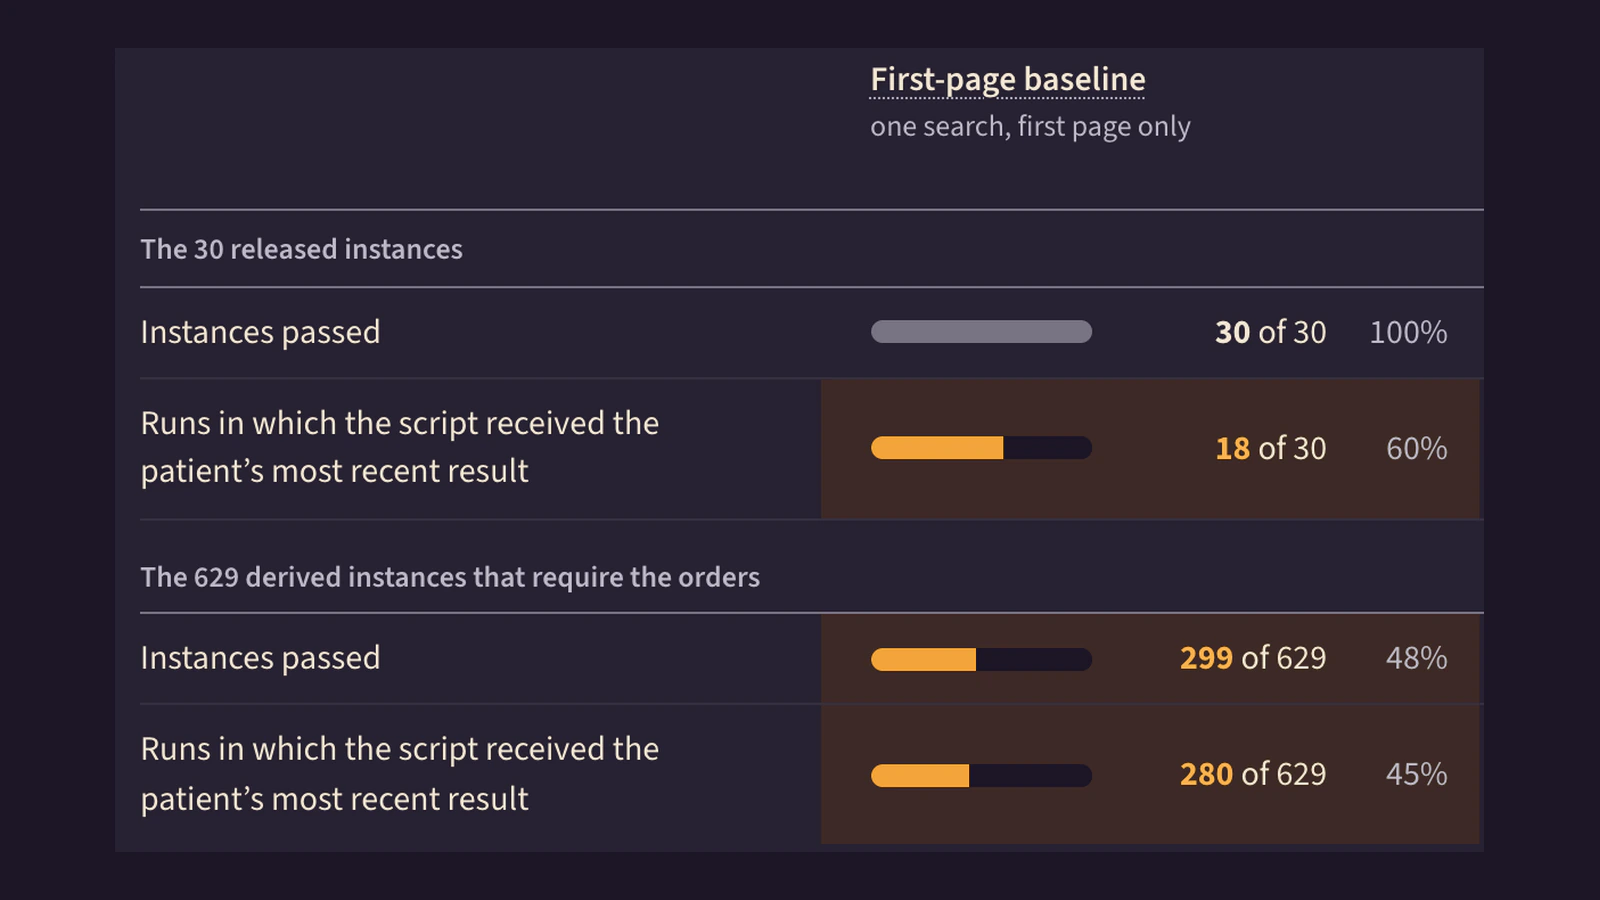 First-page baseline
one search, first page only
The 30 released instances
Instances passed 30 of 30 100%
Runs in which the script received the
patient’s most recent result 18 of 30 60%
The 629 derived instances that require the orders
Instances passed 299 of 629 48%
Runs in which the script received the
patient’s most recent result 280 of 629 45%